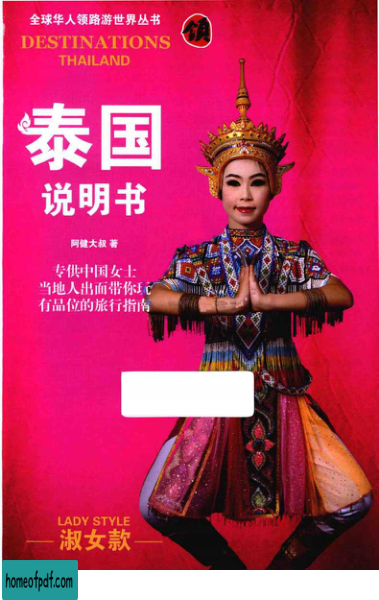 全球华人领路游世界丛书
领
DESTINATIONS
THAILAND
泰国
说明书
阿健大叔 著
专供中国女士
当地人出面带你玩
有品位的旅行指南
LADY STYLE
淑女款
homeofpdf.com